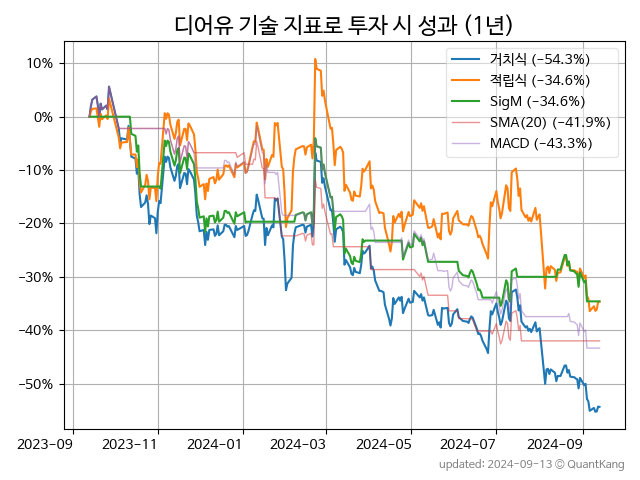 디어유 기술 지표로 투자 시 성과 (1년)
거치식 (−54.3%)
적립식 (−34.6%)
SigM (−34.6%)
SMA(20) (−41.9%)
MACD (−43.3%)
10%
0%
−10%
−20%
−30%
−40%
−50%
2023-09 2023-11 2024-01 2024-03 2024-05 2024-07 2024-09
updated: 2024-09-13 © QuantKang